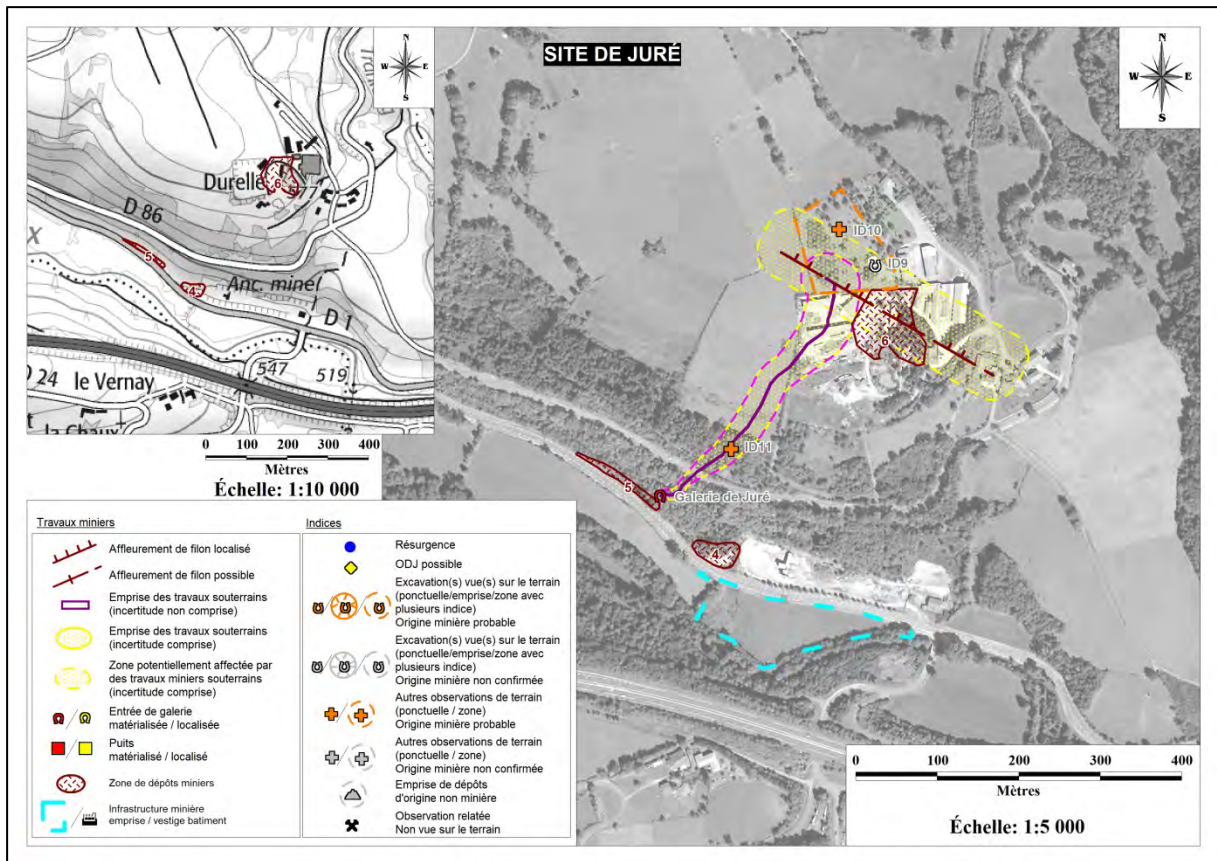 SITE DE JURÉ
N
W
E
S
N
W
E
S
Durelle
6
D 86
5
4
Anc. mine
D 1
547
519
D 24
le Vernay
la Chaux
0 100 200 300 400
Mètres
Échelle: 1:10 000
ID10
ID9
6
ID11
5
Galerie de Juré
4
Travaux miniers
Affleurement de filon localisé
Affleurement de filon possible
Emprise des travaux souterrains
(incertitude non comprise)
Emprise des travaux souterrains
(incertitude comprise)
Zone potentiellement affectée par
des travaux miniers souterrains
(incertitude comprise)
Entrée de galerie
matérialisée / localisée
Puits
matérialisé / localisé
Zone de dépôts miniers
Infrastructure minière
emprise / vestige batiment
Indices
Résurgence
ODJ possible
Excavation(s) vue(s) sur le terrain
(ponctuelle/emprise/zone avec
plusieurs indice)
Origine minière probable
Excavation(s) vue(s) sur le terrain
(ponctuelle/emprise/zone avec
plusieurs indice)
Origine minière non confirmée
Autres observations de terrain
(ponctuelle / zone)
Origine minière probable
Autres observations de terrain
(ponctuelle / zone)
Origine minière non confirmée
Emprise de dépôts
d'origine non minière
Observation relatée
Non vue sur le terrain
0 100 200 300 400
Mètres
Échelle: 1:5 000